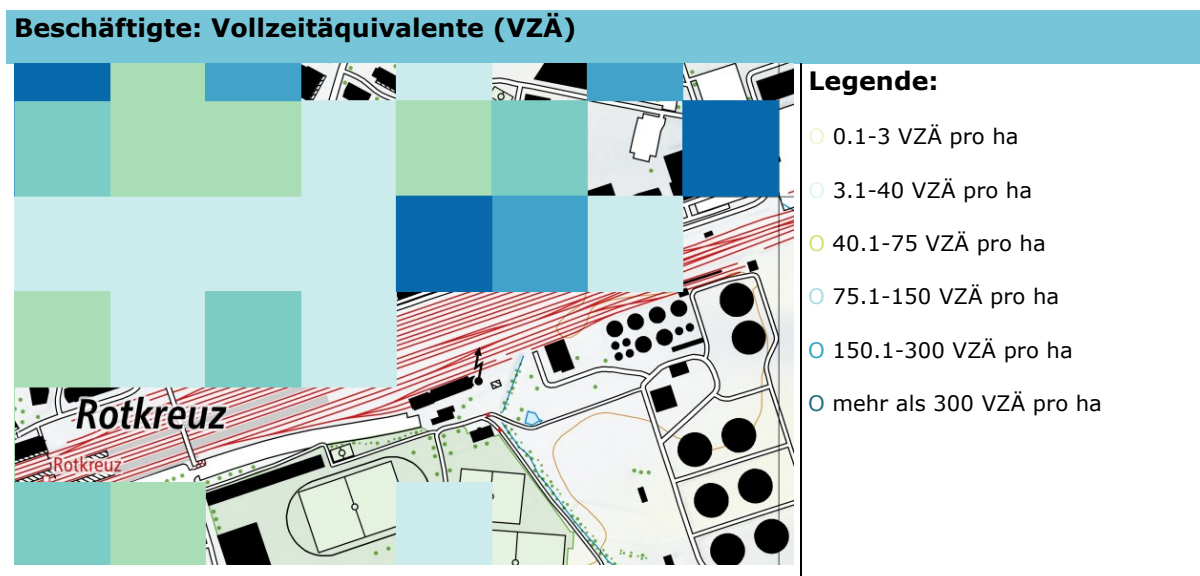 Beschäftigte: Vollzeitäquivalente (VZÄ)
Legende:
O 0.1-3 VZÄ pro ha
O 3.1-40 VZÄ pro ha
O 40.1-75 VZÄ pro ha
O 75.1-150 VZÄ pro ha
O 150.1-300 VZÄ pro ha
O mehr als 300 VZÄ pro ha
Rotkreuz
Rotkreuz